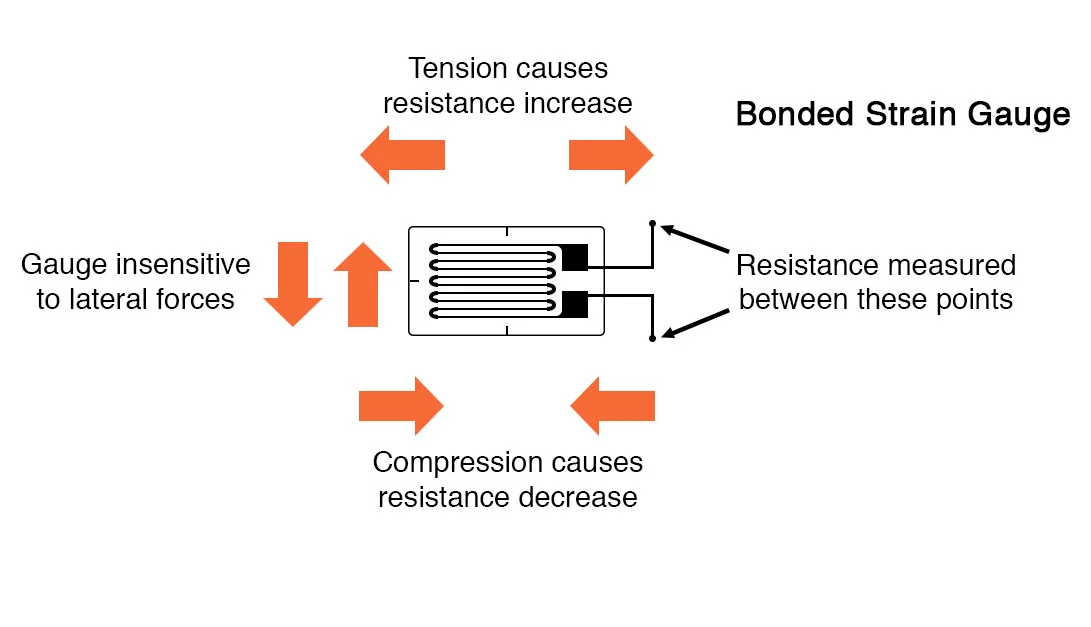 Tension causes
resistance increase
Bonded Strain Gauge
Gauge insensitive
to lateral forces
Resistance measured
between these points
Compression causes
resistance decrease